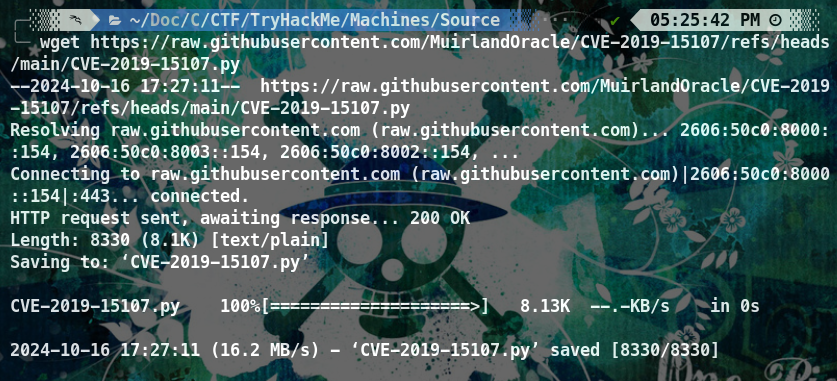 ~/Doc/C/CTF/TryHackMe/Machines/Source ✔ 05:25:42 PM
wget https://raw.githubusercontent.com/MuirlandOracle/CVE-2019-15107/refs/heads
/main/CVE-2019-15107.py
--2024-10-16 17:27:11--  https://raw.githubusercontent.com/MuirlandOracle/CVE-2019
-15107/refs/heads/main/CVE-2019-15107.py
Resolving raw.githubusercontent.com (raw.githubusercontent.com)... 2606:50c0:8000:
:154, 2606:50c0:8003::154, 2606:50c0:8002::154, ...
Connecting to raw.githubusercontent.com (raw.githubusercontent.com)|2606:50c0:8000
::154|:443... connected.
HTTP request sent, awaiting response... 200 OK
Length: 8330 (8.1K) [text/plain]
Saving to: ‘CVE-2019-15107.py’
CVE-2019-15107.py    100%[====================>]   8.13K  --.-KB/s    in 0s
2024-10-16 17:27:11 (16.2 MB/s) - ‘CVE-2019-15107.py’ saved [8330/8330]